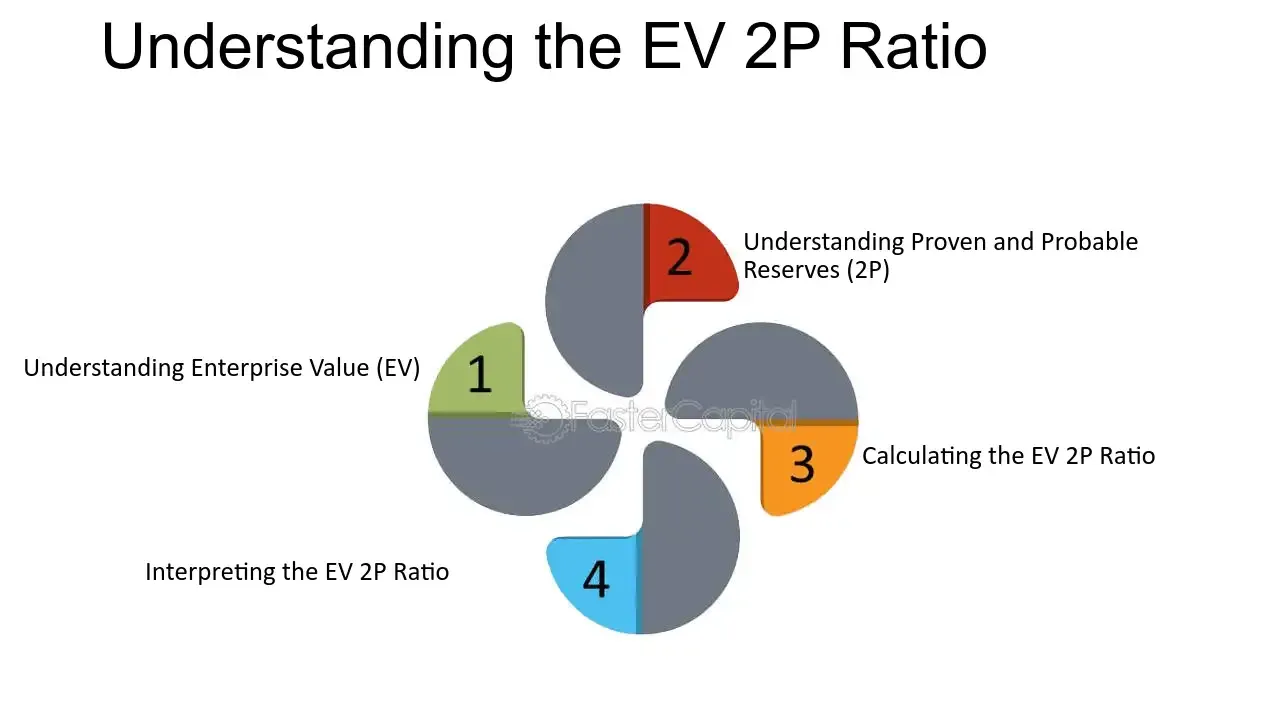 Understanding the EV 2P Ratio
2
Understanding Proven and Probable
Reserves (2P)
1
Understanding Enterprise Value (EV)
FasterCapital
3
Calculating the EV 2P Ratio
4
Interpreting the EV 2P Ratio